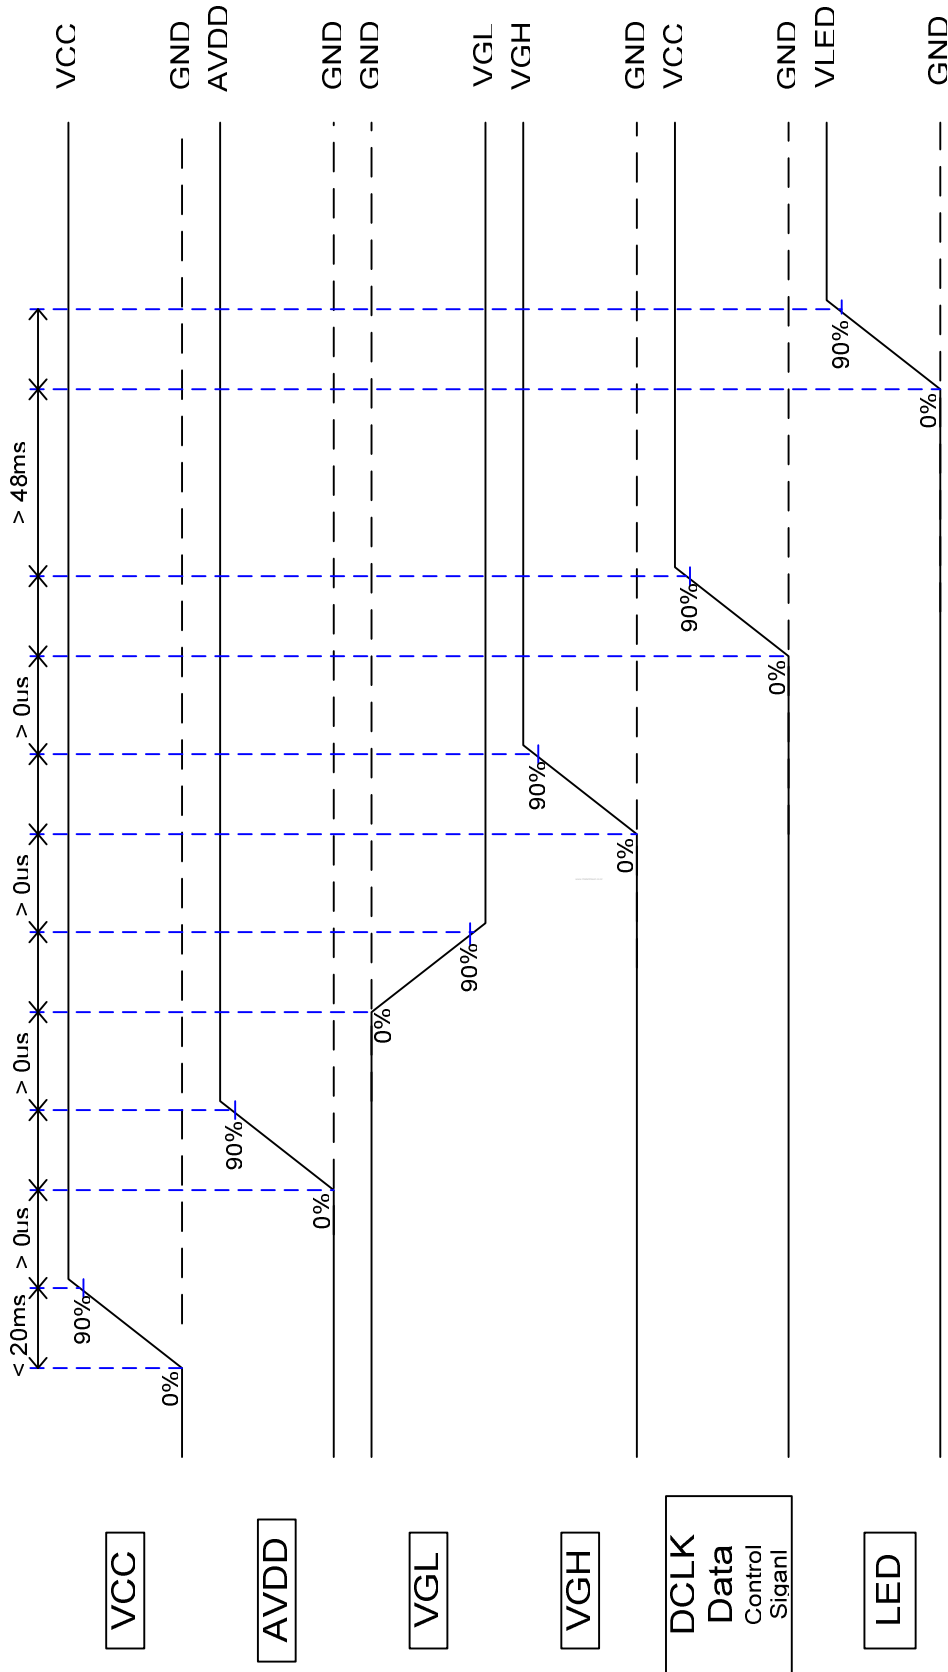 < 20ms
> 0us
> 0us
> 0us
> 0us
> 48ms
VCC
0%
90%
VCC
GND
AVDD
0%
90%
AVDD
GND
VGL
0%
90%
GND
VGL
VGH
0%
90%
VGH
GND
DCLK
Data
Control
Siganl
0%
90%
VCC
GND
LED
0%
90%
VLED
GND